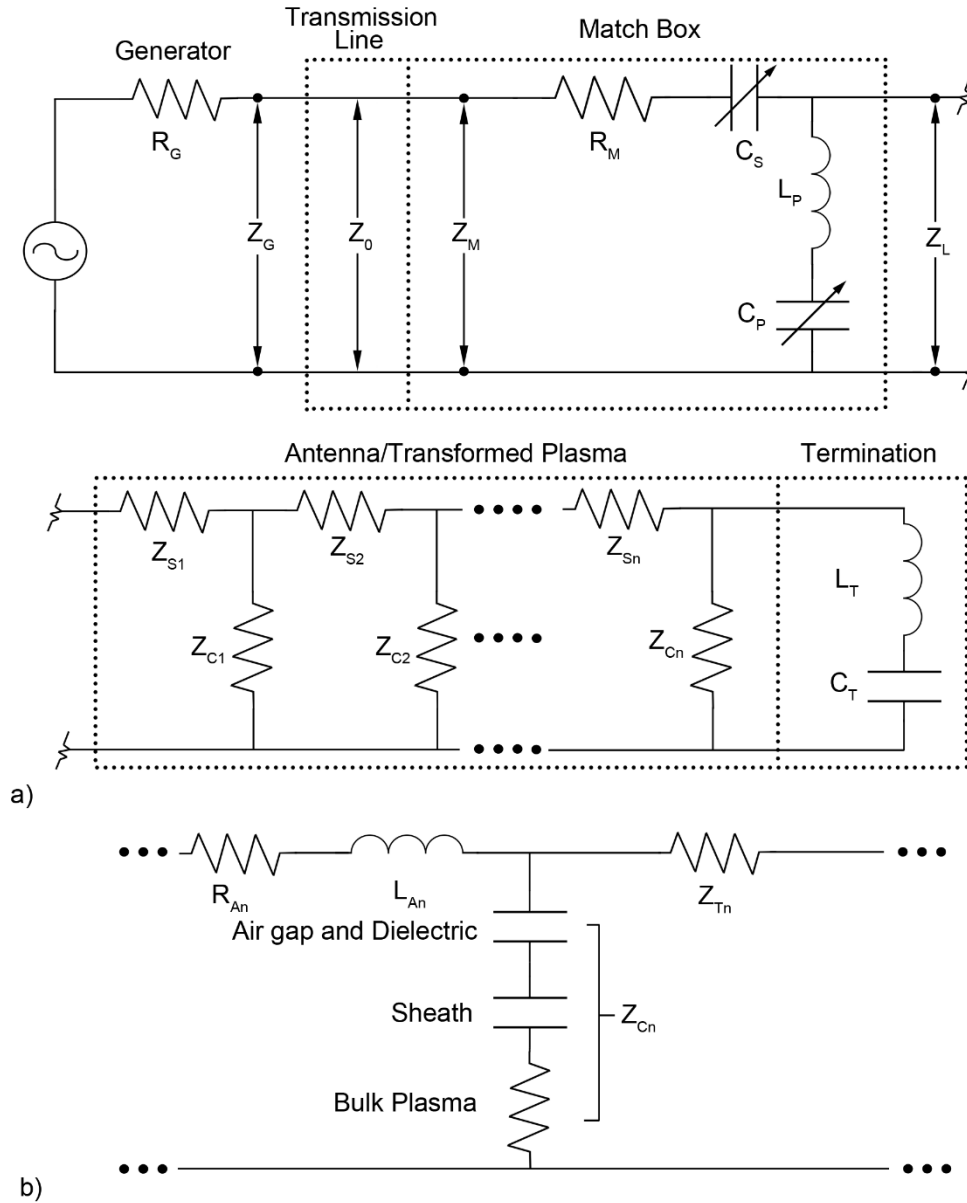 Transmission
Line
Match Box
Generator
R_G
R_M
C_S
L_P
Z_G
Z_0
Z_M
Z_L
C_P
Antenna/Transformed Plasma
Termination
Z_S1
Z_S2
Z_Sn
L_T
Z_C1
Z_C2
Z_Cn
C_T
a)
R_An
L_An
Z_Tn
Air gap and Dielectric
Sheath
Z_Cn
Bulk Plasma
b)